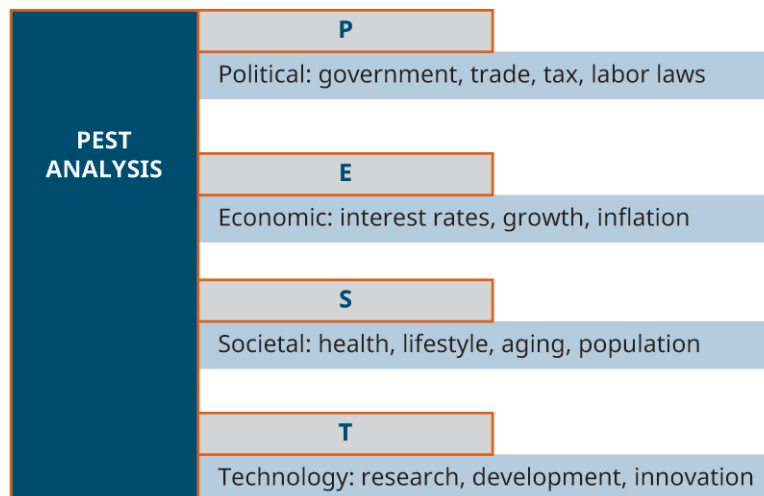 PEST
ANALYSIS
P
Political: government, trade, tax, labor laws
E
Economic: interest rates, growth, inflation
S
Societal: health, lifestyle, aging, population
T
Technology: research, development, innovation